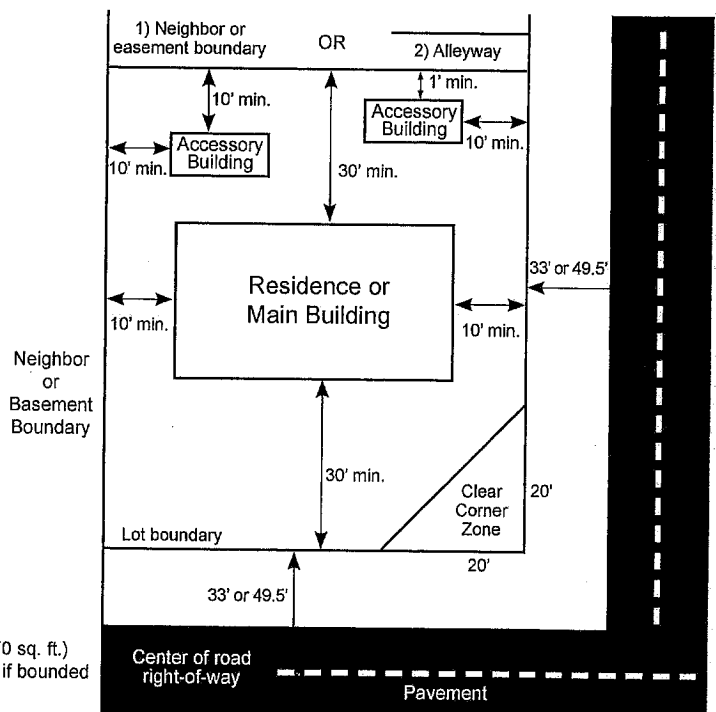 1) Neighbor or
easement boundary
OR
2) Alleyway
10' min.
1' min.
Accessory
Building
10' min.
Accessory
Building
10' min.
30' min.
33' or 49.5'
Residence or
Main Building
10' min.
10' min.
Neighbor
or
Basement
Boundary
30' min.
Clear
Corner
Zone
20'
Lot boundary
20'
33' or 49.5'
0 sq. ft.)
if bounded
Center of road
right-of-way
Pavement